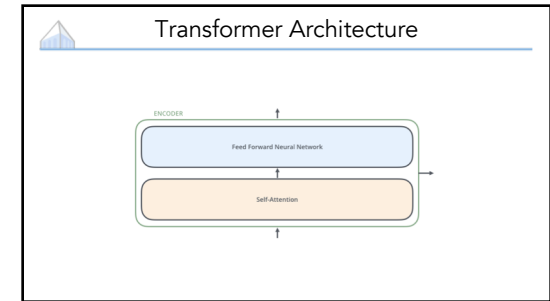 Transformer Architecture
ENCODER
Feed Forward Neural Network
Self-Attention